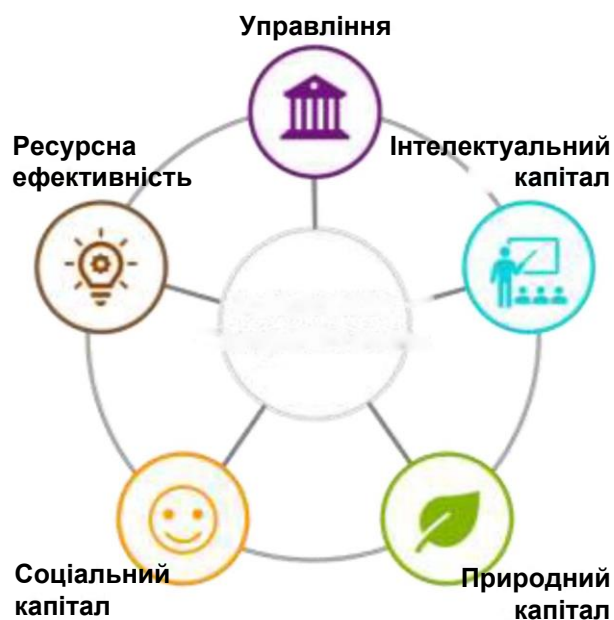 Управління
Ресурсна
ефективність
Інтелектуальний
капітал
Соціальний
капітал
Природний
капітал